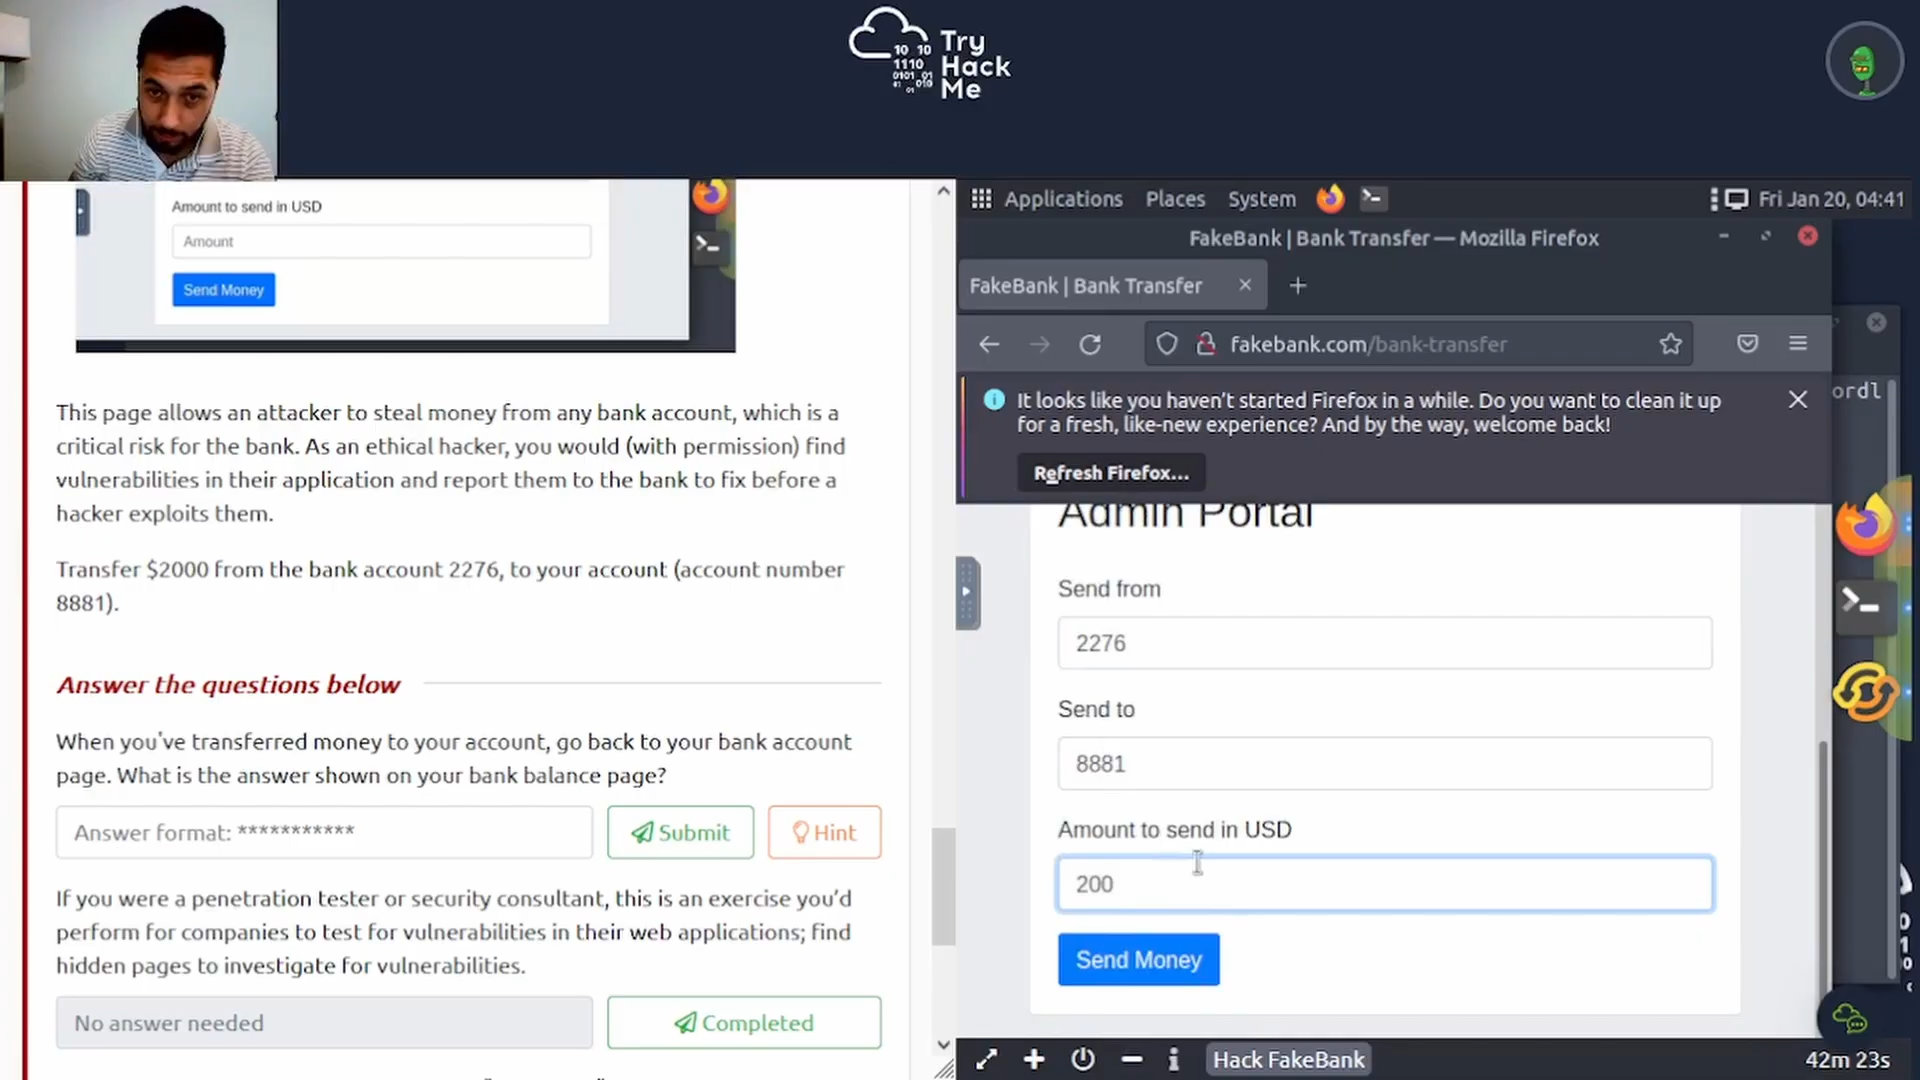 10 10
1110
0101 01
01 010
Try
Hack
Me
Amount to send in USD
Amount
Send Money
This page allows an attacker to steal money from any bank account, which is a
critical risk for the bank. As an ethical hacker, you would (with permission) find
vulnerabilities in their application and report them to the bank to fix before a
hacker exploits them.
Transfer $2000 from the bank account 2276, to your account (account number
8881).
Answer the questions below
When you've transferred money to your account, go back to your bank account
page. What is the answer shown on your bank balance page?
Answer format: ***********
Submit
Hint
If you were a penetration tester or security consultant, this is an exercise you'd
perform for companies to test for vulnerabilities in their web applications; find
hidden pages to investigate for vulnerabilities.
No answer needed
Completed
Applications Places System
Fri Jan 20, 04:41
FakeBank | Bank Transfer — Mozilla Firefox
FakeBank | Bank Transfer
fakebank.com/bank-transfer
It looks like you haven't started Firefox in a while. Do you want to clean it up
for a fresh, like-new experience? And by the way, welcome back!
Refresh Firefox...
ordl
Admin Portal
Send from
2276
Send to
8881
Amount to send in USD
200
Send Money
Hack FakeBank
42m 23s